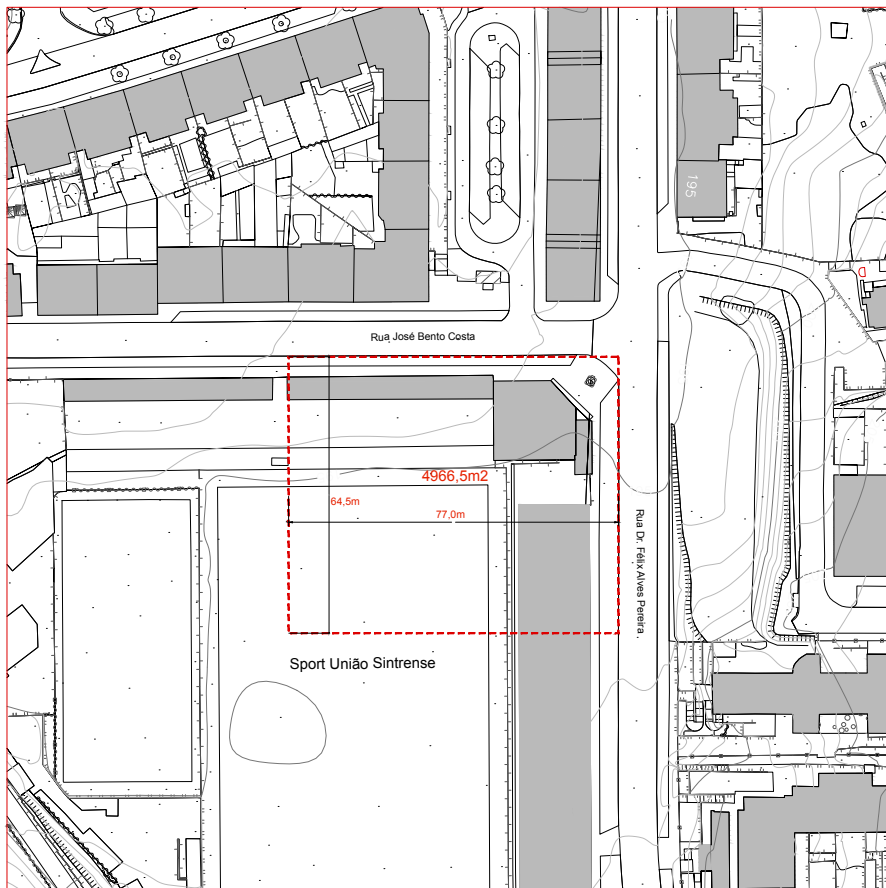 195
D
Rua José Bento Costa
4966,5m2
64,5m
77,0m
Rua Dr. Félix Alves Pereira
Sport União Sintrense